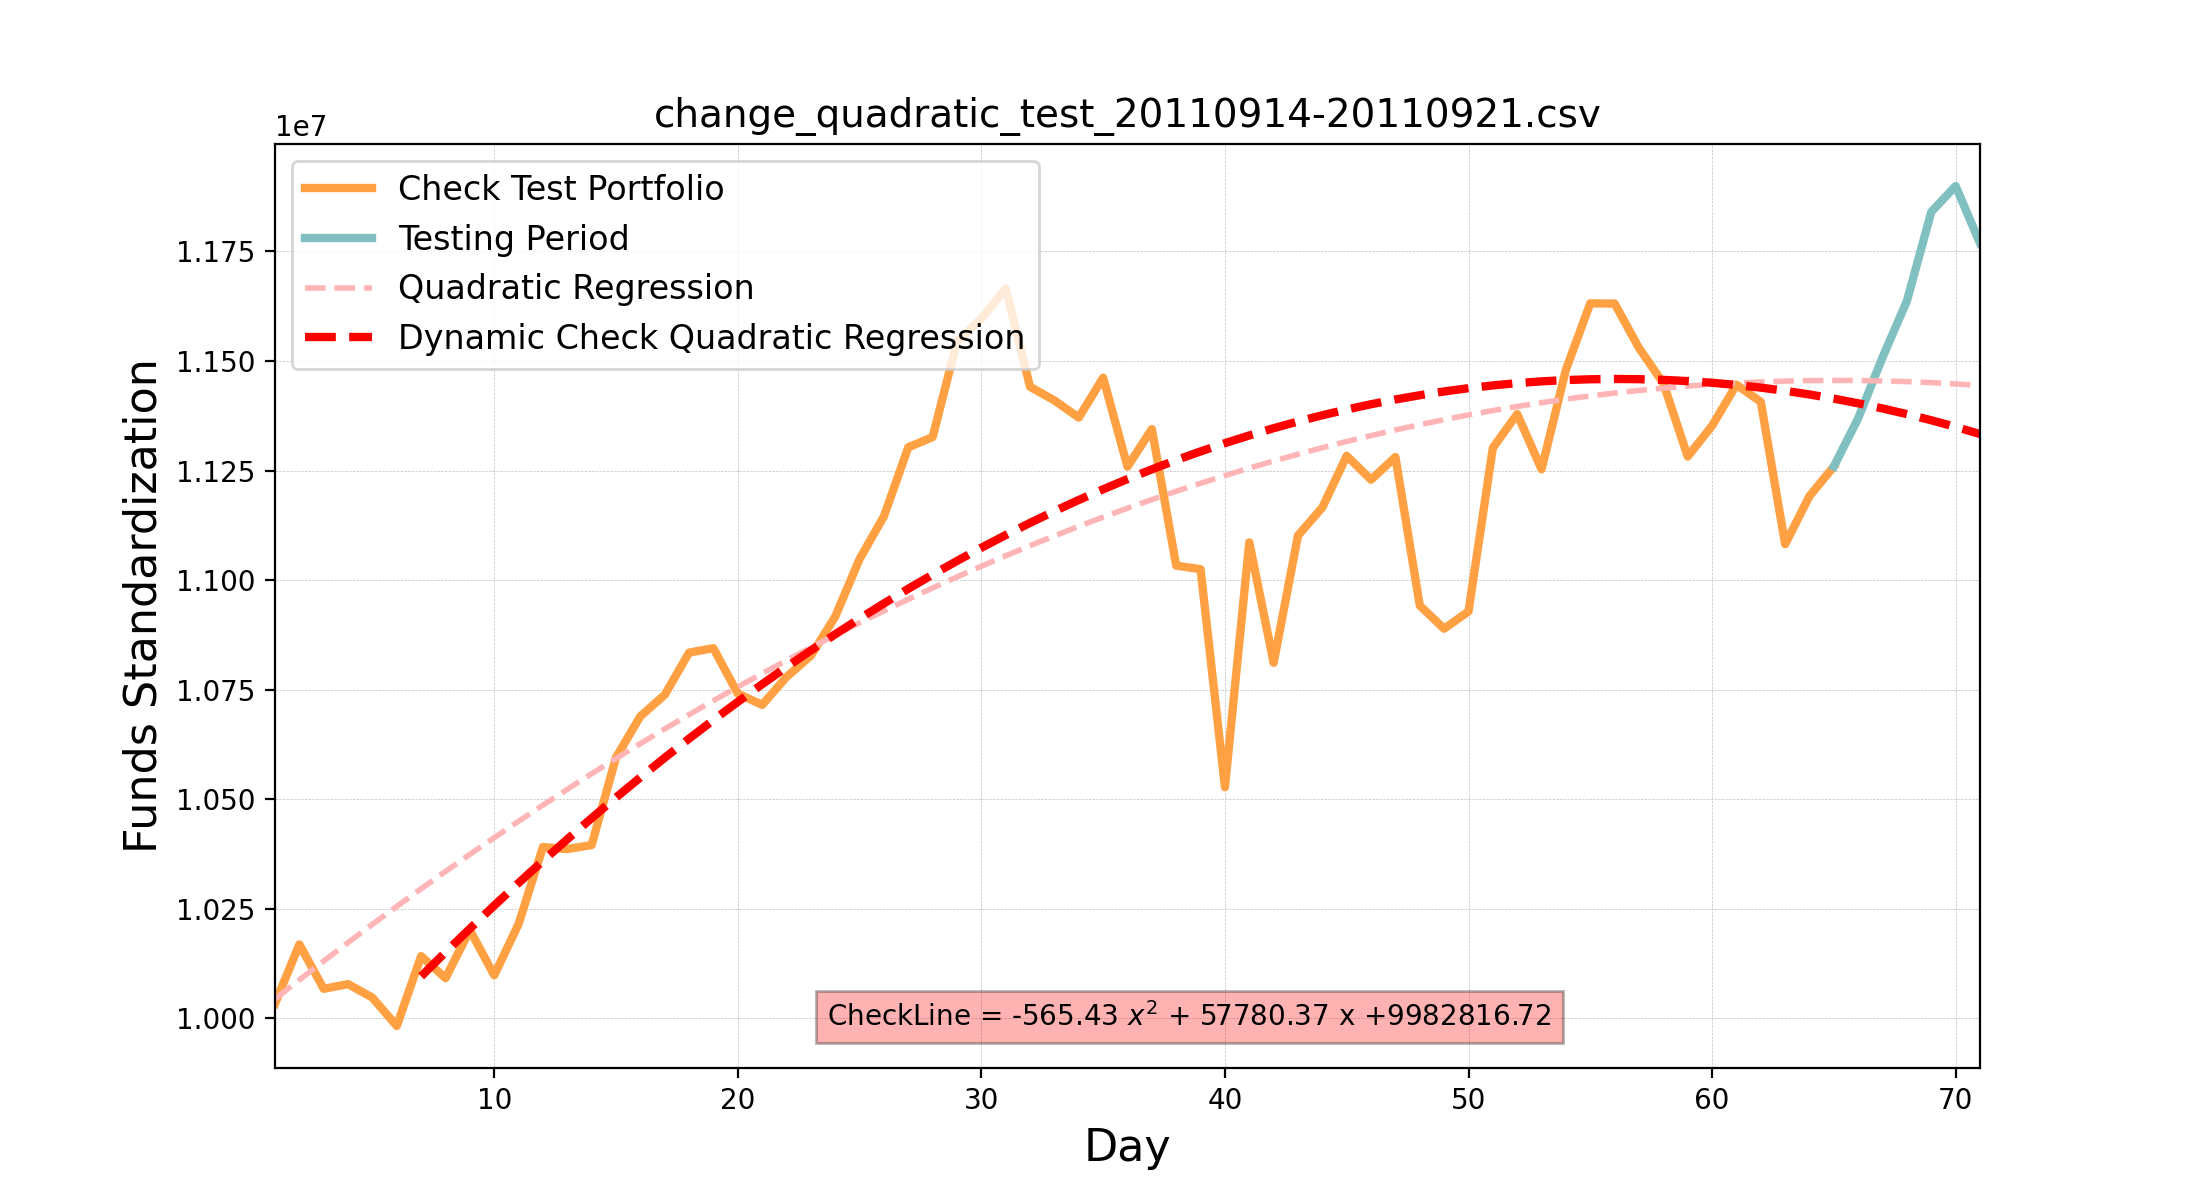 change_quadratic_test_20110914-20110921.csv
1e7
Check Test Portfolio
Testing Period
Quadratic Regression
Dynamic Check Quadratic Regression
Funds Standardization
1.175
1.150
1.125
1.100
1.075
1.050
1.025
1.000
CheckLine = -565.43 x² + 57780.37 x +9982816.72
10 20 30 40 50 60 70
Day